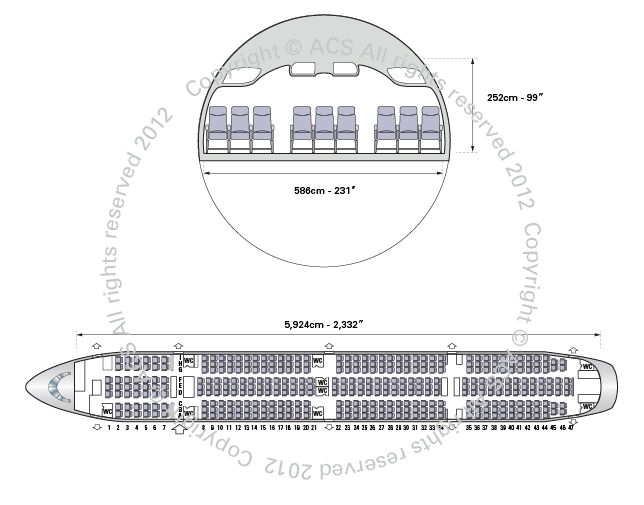 Copyright © ACS All rights reserved 2012 Copyright © ACS All rights reserved 2012 Copyright © ACS All rights reserved 2012
252cm - 99″
586cm - 231″
5,924cm - 2,332″
WC WC
I
H
G
F
E
D
WC
WC
WC WC WC
C
B
A
WC
1 2 3 4 5 6 7 8 9 10 11 12 13 14 15 16 17 18 19 20 21 22 23 24 25 26 27 28 29 30 31 32 33 34 35 36 37 38 39 40 41 42 43 44 45 46 47